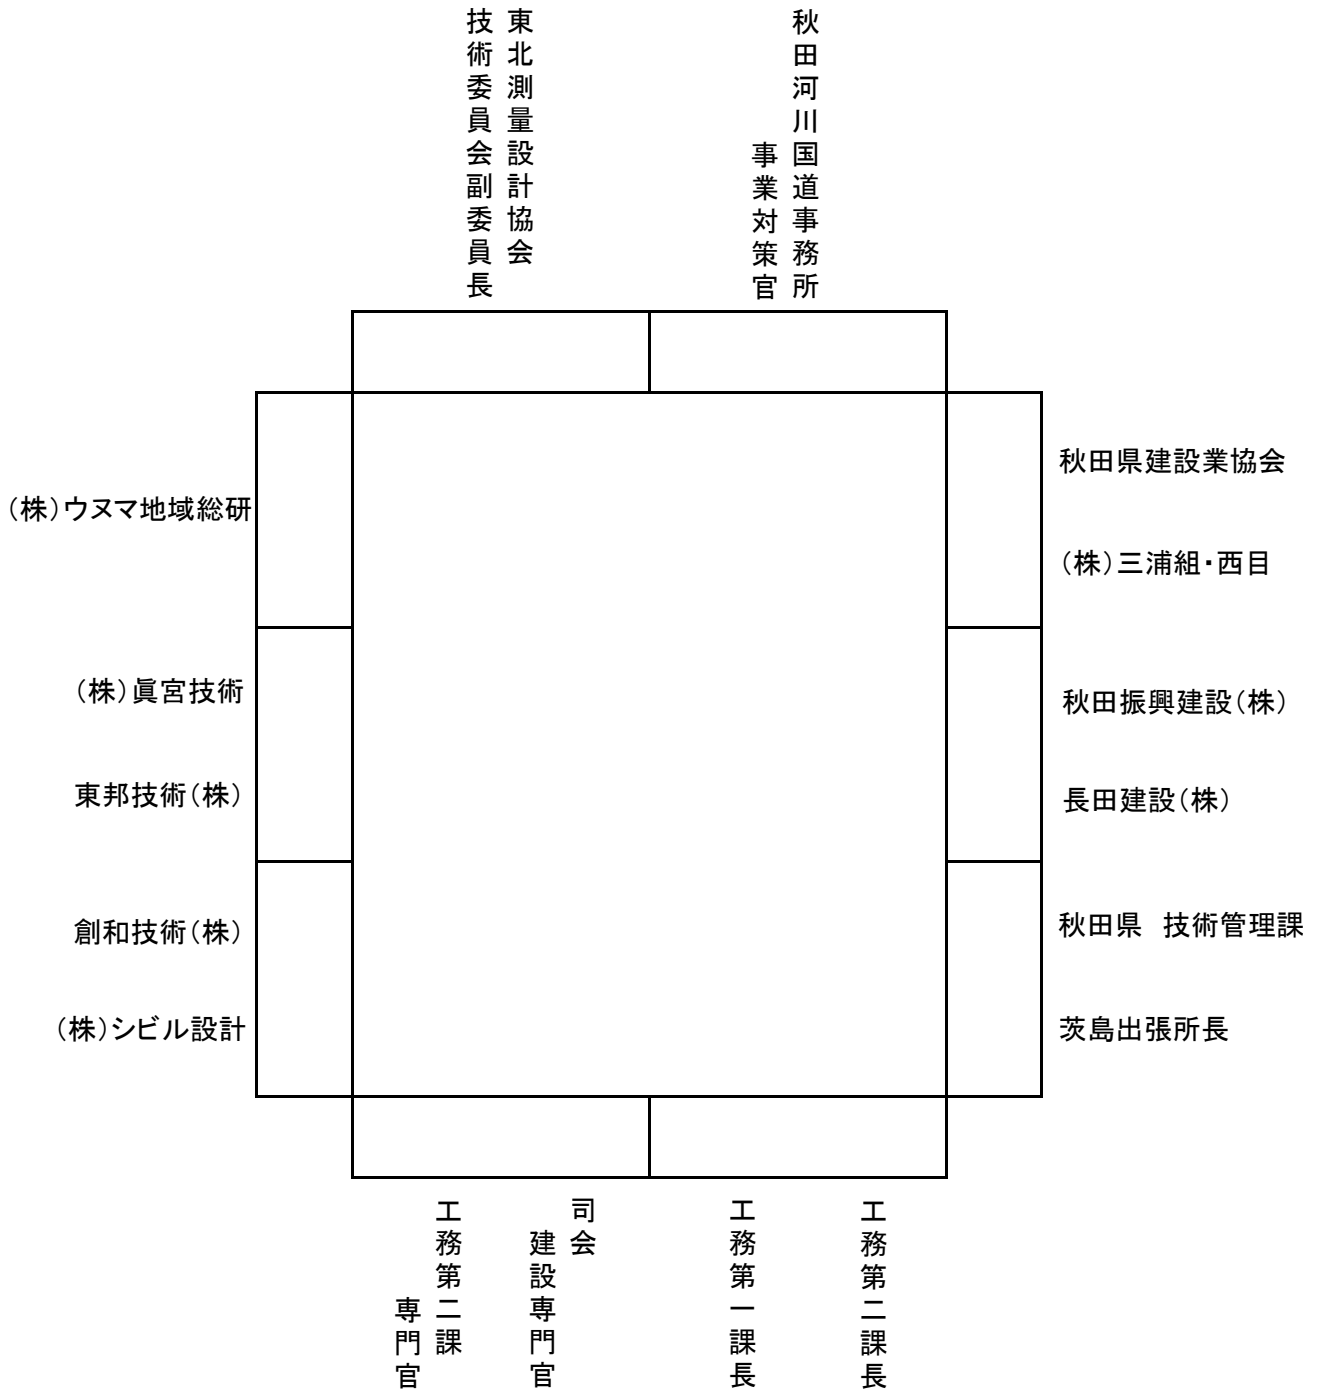 東北測量設計協会
技術委員会副委員長
秋田河川国道事務所
事業対策官
（株）ウヌマ地域総研
（株）眞宮技術
東邦技術（株）
創和技術（株）
（株）シビル設計
秋田県建設業協会
（株）三浦組・西目
秋田振興建設（株）
長田建設（株）
秋田県　技術管理課
茨島出張所長
工務第二課
専門官
司会
建設専門官
工務第一課長
工務第二課長